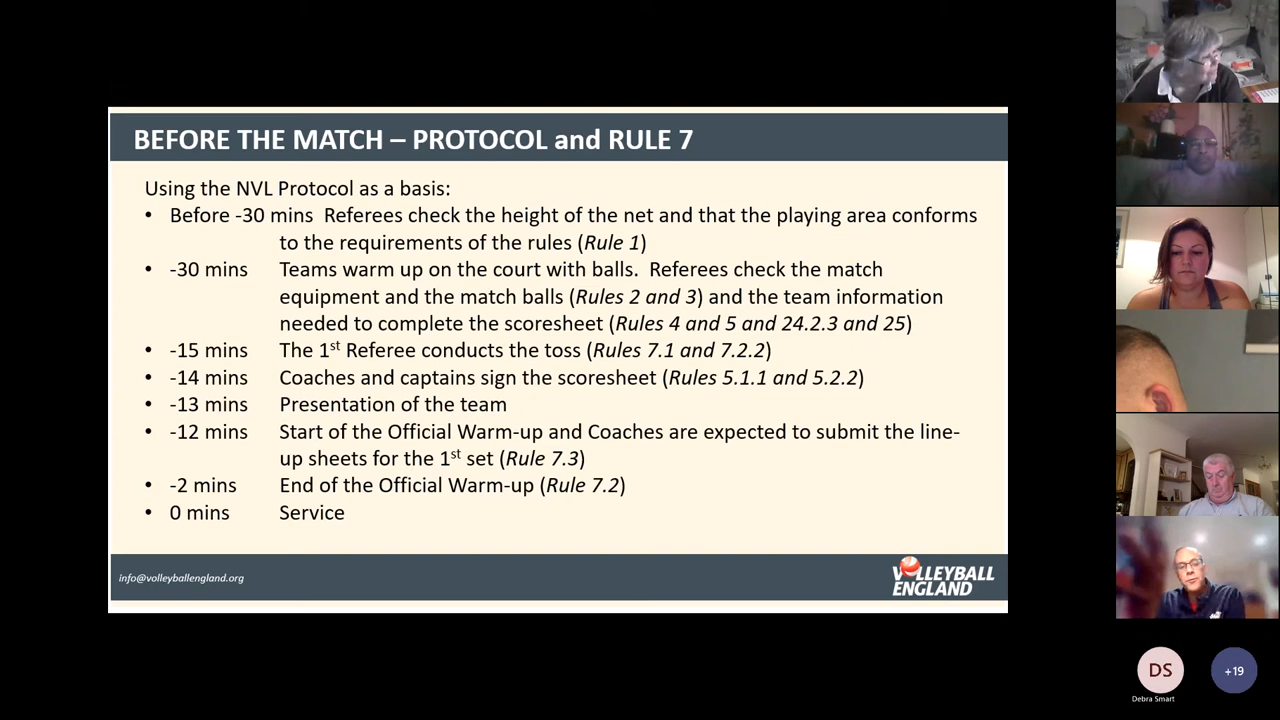 BEFORE THE MATCH – PROTOCOL and RULE 7
Using the NVL Protocol as a basis:
• Before -30 mins Referees check the height of the net and that the playing area conforms
to the requirements of the rules (Rule 1)
• -30 mins Teams warm up on the court with balls. Referees check the match
equipment and the match balls (Rules 2 and 3) and the team information
needed to complete the scoresheet (Rules 4 and 5 and 24.2.3 and 25)
• -15 mins The 1st Referee conducts the toss (Rules 7.1 and 7.2.2)
• -14 mins Coaches and captains sign the scoresheet (Rules 5.1.1 and 5.2.2)
• -13 mins Presentation of the team
• -12 mins Start of the Official Warm-up and Coaches are expected to submit the line-
up sheets for the 1st set (Rule 7.3)
• -2 mins End of the Official Warm-up (Rule 7.2)
• 0 mins Service
info@volleyballengland.org
VOLLEYBALL
ENGLAND
DS
+19
Debra Smart